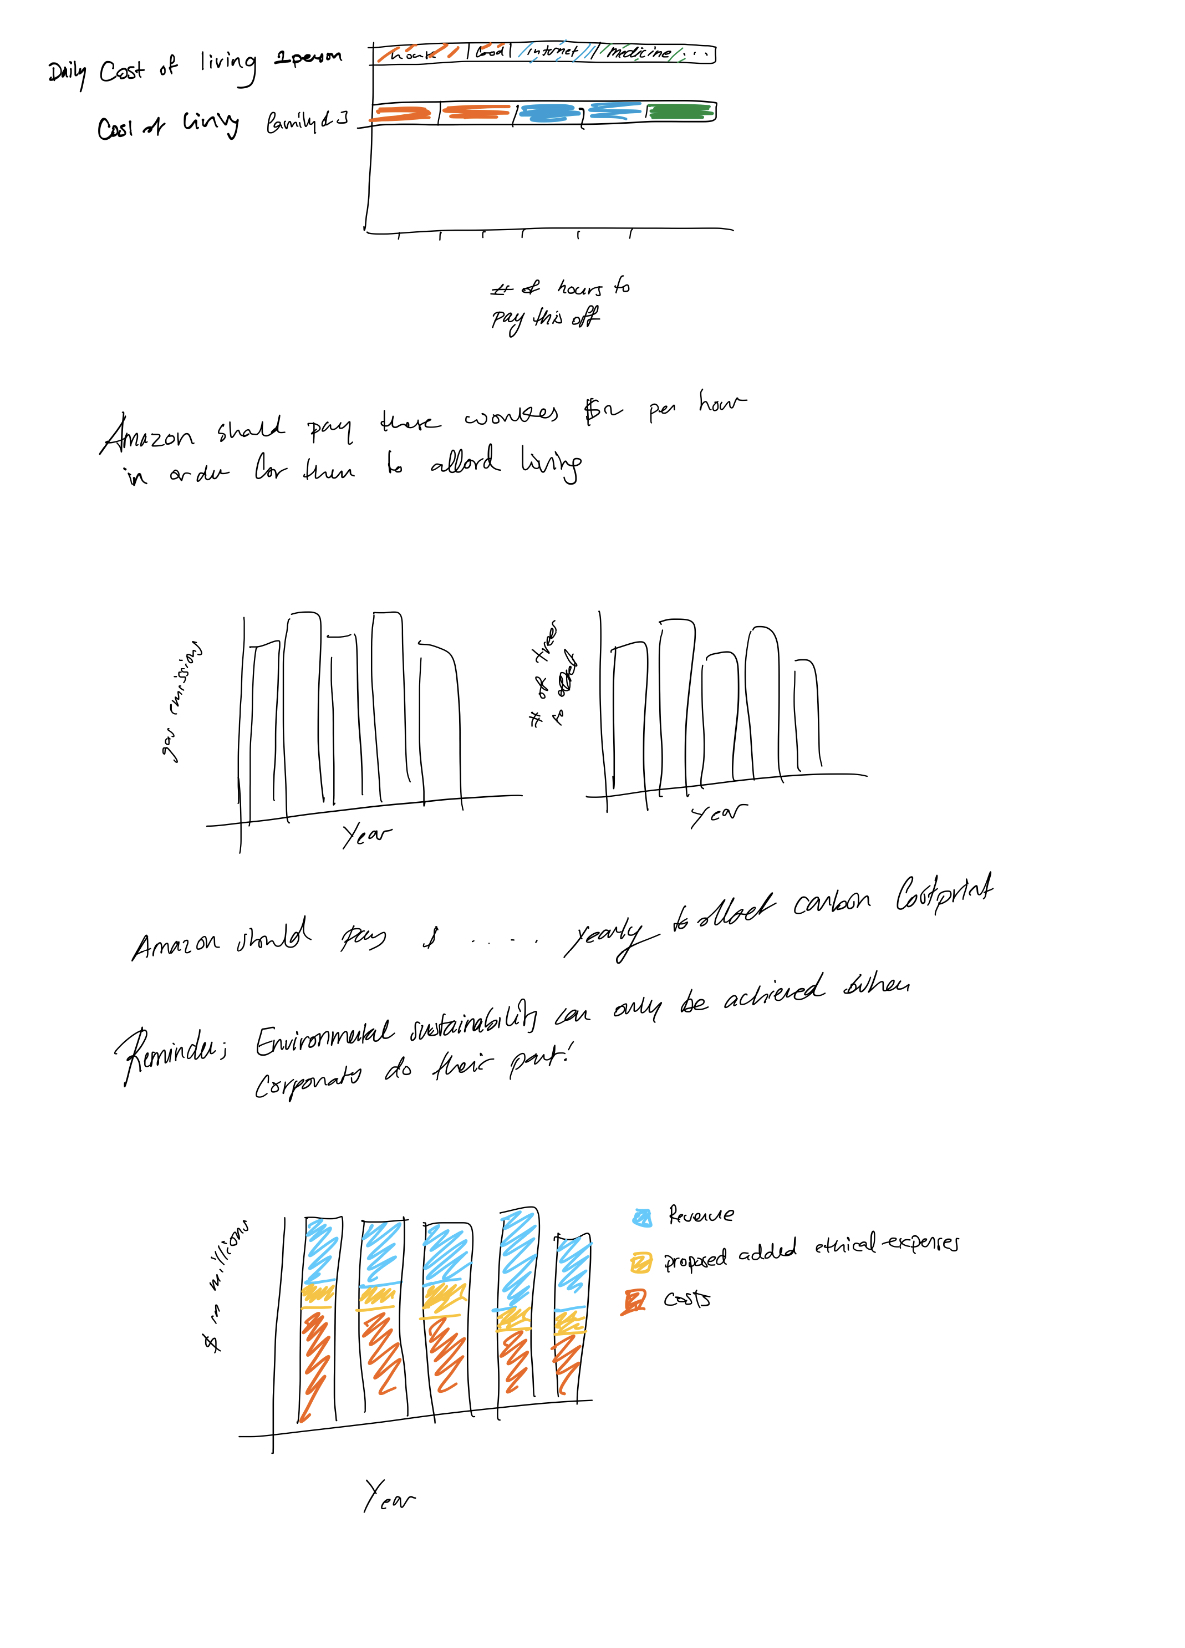 Daily Cost of living 1 person
house food internet medicine ...
Cost of living family of 3
# of hours to
pay this off
Amazon should pay these workes $ per hour
in order for them to afford living
gas emissions
Year
# of trees
to offset
Year
Amazon should pay $ ..... yearly to offset carbon footprint
Reminder; Environmental sustainability can only be achieved when
corporates do their part!
$ in millions
Year
Revenue
proposed added ethical expenses
costs